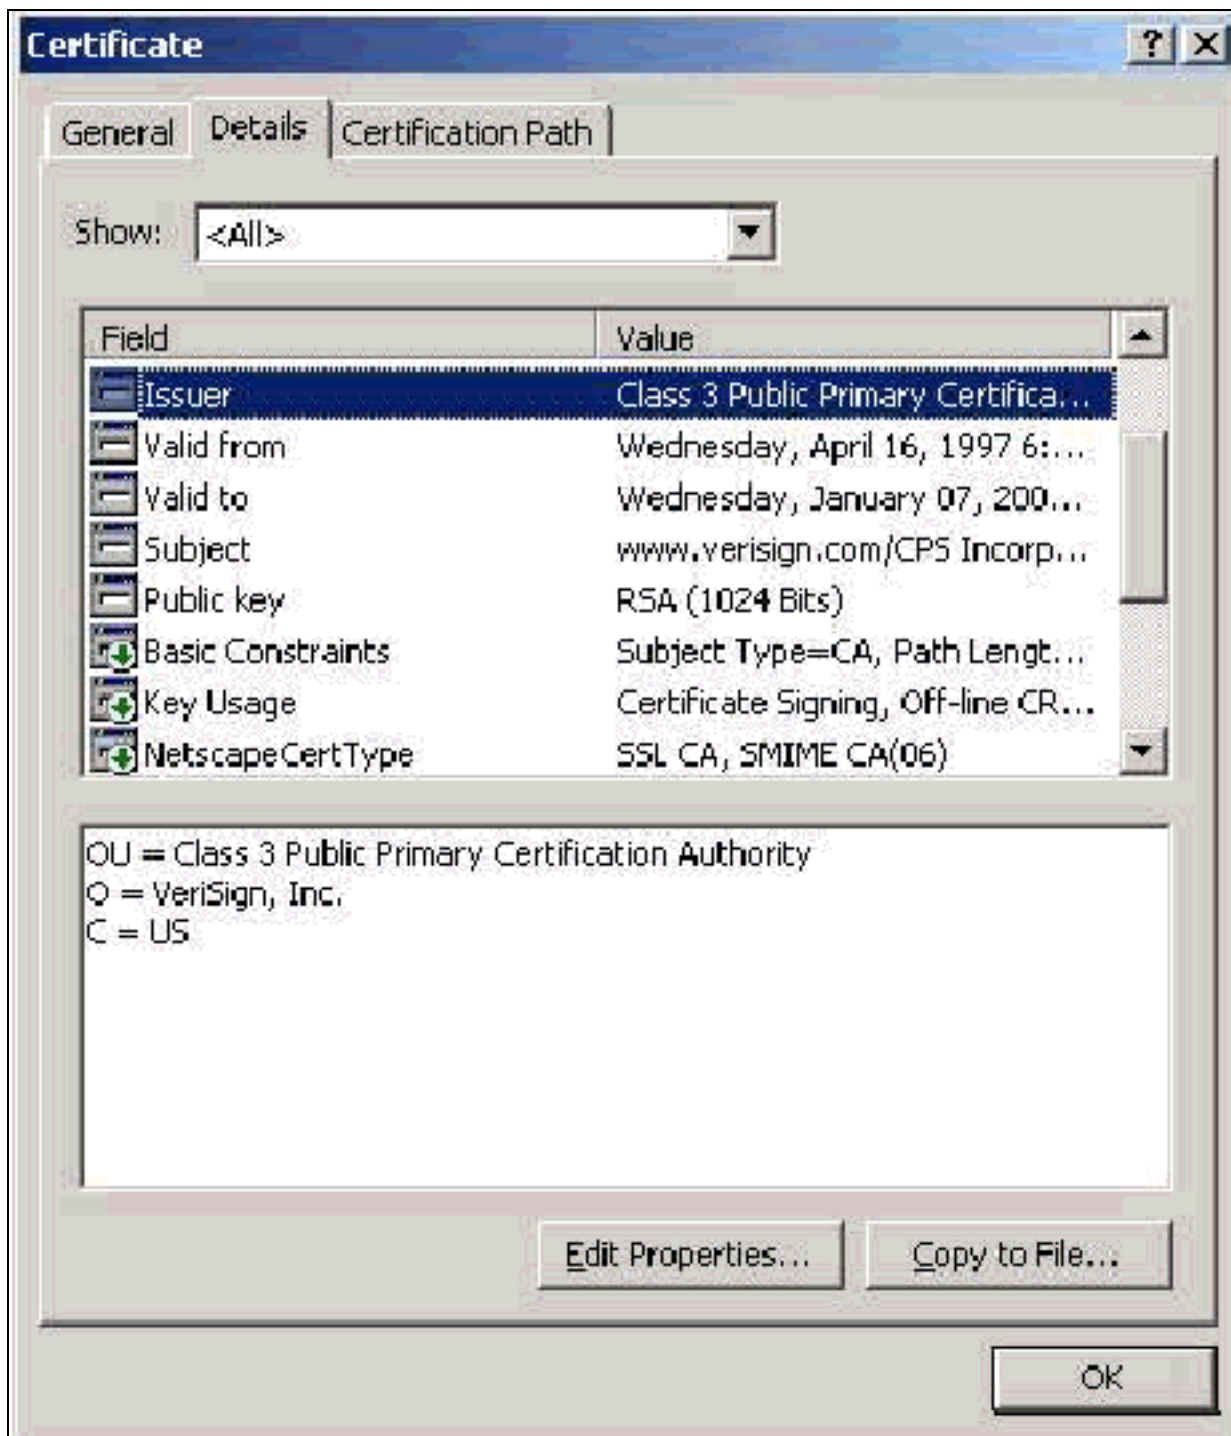 Certificate
General Details Certification Path
Show: <All>
Field Value
Issuer Class 3 Public Primary Certifica...
Valid from Wednesday, April 16, 1997 6:...
Valid to Wednesday, January 07, 200...
Subject www.verisign.com/CPS Incorp...
Public key RSA (1024 Bits)
Basic Constraints Subject Type=CA, Path Lengt...
Key Usage Certificate Signing, Off-line CR...
NetscapeCertType SSL CA, SMIME CA(06)
OU = Class 3 Public Primary Certification Authority
O = VeriSign, Inc.
C = US
Edit Properties... Copy to File...
OK